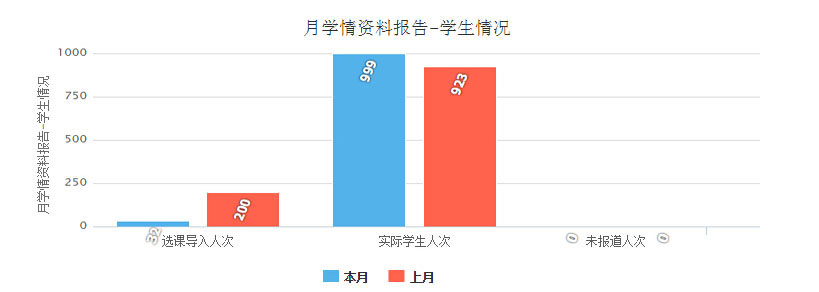 月学情资料报告-学生情况
月学情资料报告-学生情况
1000
750
500
250
0
999
923
200
32
0
0
选课导入人次
实际学生人次
未报道人次
本月
上月